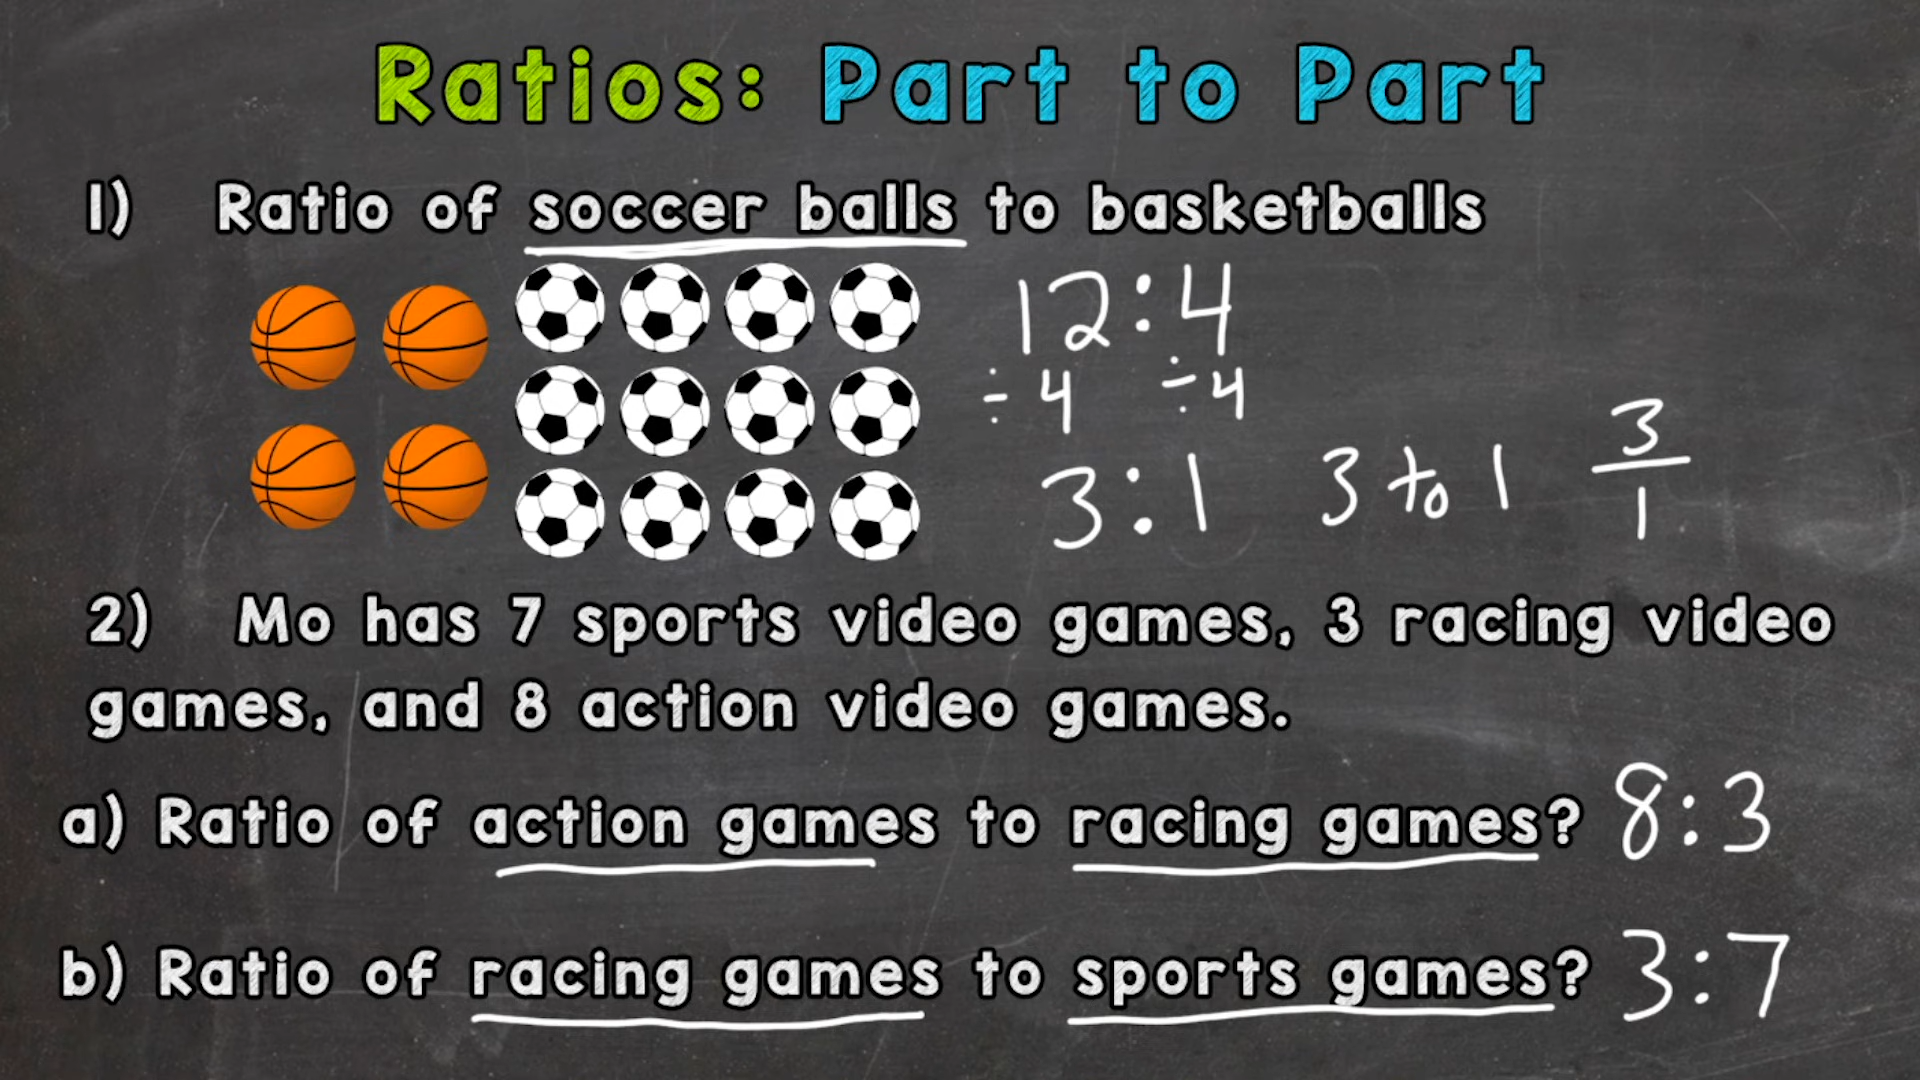 Ratios: Part to Part
1) Ratio of soccer balls to basketballs
12:4
÷4 ÷4
3:1 3 to 1 3/1
2) Mo has 7 sports video games, 3 racing video
games, and 8 action video games.
a) Ratio of action games to racing games? 8:3
b) Ratio of racing games to sports games? 3:7